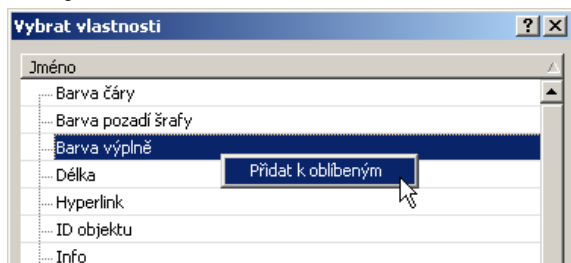 Vybrat vlastnosti
Jméno
Barva čáry
Barva pozadí šrafy
Barva výplně
Přidat k oblíbeným
Délka
Hyperlink
ID objektu
Info